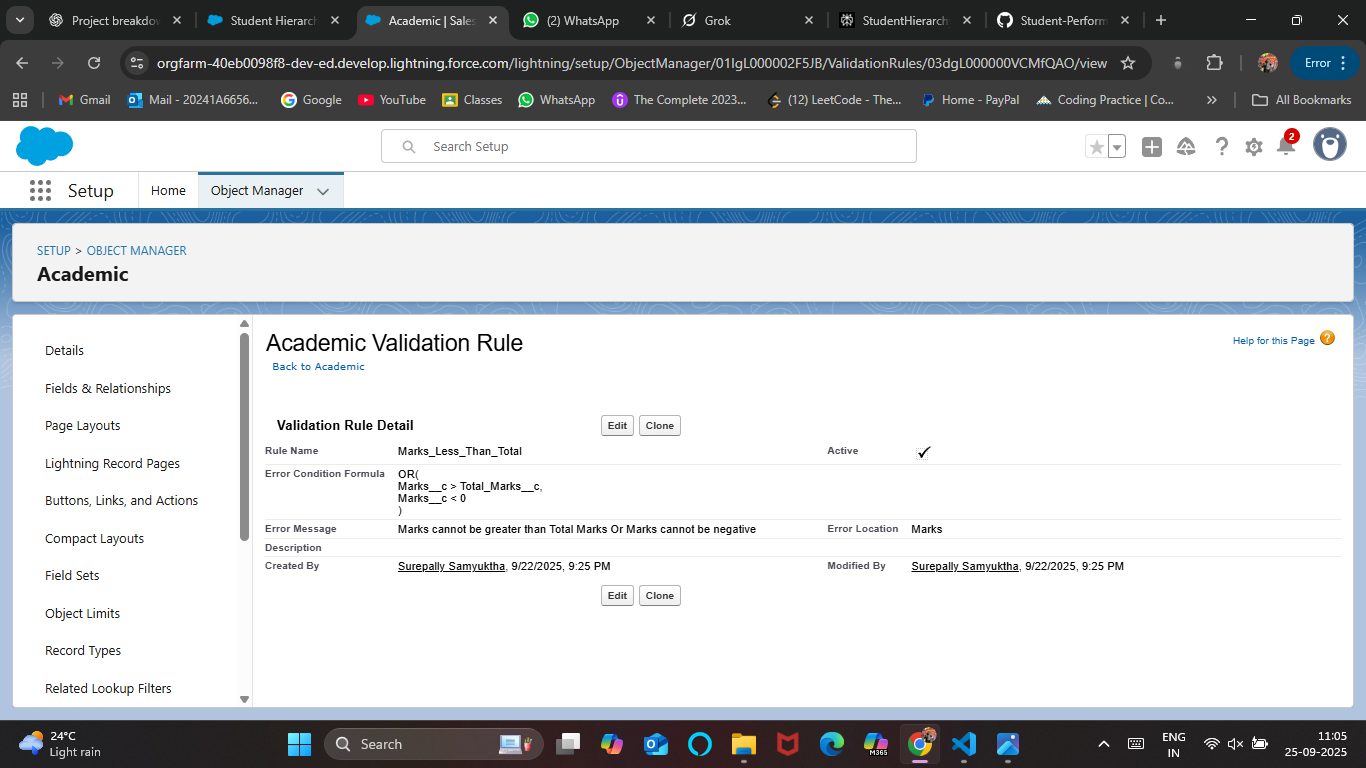 Project breakdow
Student Hierarch
Academic | Sales
(2) WhatsApp
Grok
StudentHierarch
Student-Perform
orgfarm-40eb0098f8-dev-ed.develop.lightning.force.com/lightning/setup/ObjectManager/01IgL000002F5JB/ValidationRules/03dgL000000VCMfQAO/view
Error
Gmail
Mail - 20241A6656...
Google
YouTube
Classes
WhatsApp
The Complete 2023...
(12) LeetCode - The...
Home - PayPal
Coding Practice | Co...
All Bookmarks
Search Setup
2
Setup
Home
Object Manager
SETUP > OBJECT MANAGER
Academic
Details
Fields & Relationships
Page Layouts
Lightning Record Pages
Buttons, Links, and Actions
Compact Layouts
Field Sets
Object Limits
Record Types
Related Lookup Filters
Academic Validation Rule
Help for this Page
Back to Academic
Validation Rule Detail
Edit
Clone
Rule Name
Marks_Less_Than_Total
Active
Error Condition Formula
OR(
Marks__c > Total_Marks__c,
Marks__c < 0
)
Error Message
Marks cannot be greater than Total Marks Or Marks cannot be negative
Error Location
Marks
Description
Created By
Surepally Samyuktha, 9/22/2025, 9:25 PM
Modified By
Surepally Samyuktha, 9/22/2025, 9:25 PM
Edit
Clone
24°C
Light rain
Search
M365
ENG
IN
11:05
25-09-2025